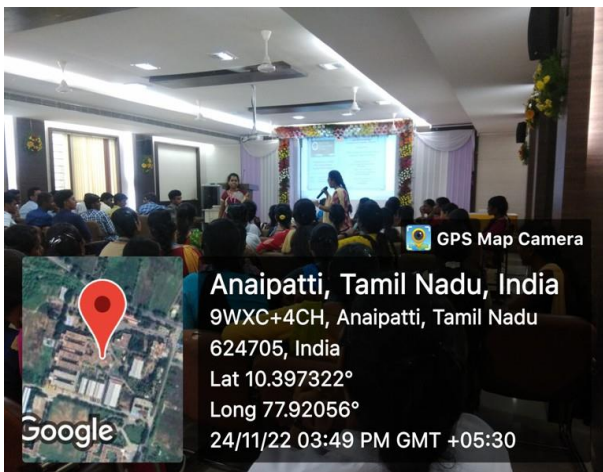 GPS Map Camera
Anaipatti, Tamil Nadu, India
9WXC+4CH, Anaipatti, Tamil Nadu
624705, India
Lat 10.397322°
Long 77.92056°
24/11/22 03:49 PM GMT +05:30
Google